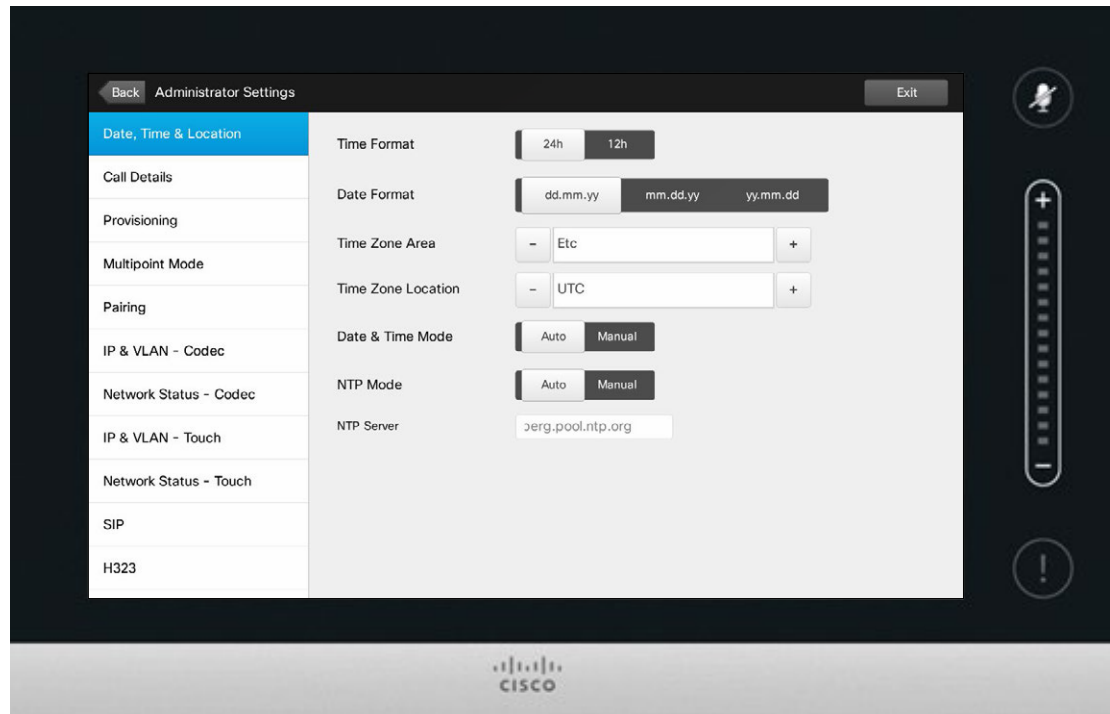 Back Administrator Settings Exit
Date, Time & Location
Call Details
Provisioning
Multipoint Mode
Pairing
IP & VLAN - Codec
Network Status - Codec
IP & VLAN - Touch
Network Status - Touch
SIP
H323
Time Format 24h 12h
Date Format dd.mm.yy mm.dd.yy yy.mm.dd
Time Zone Area - Etc +
Time Zone Location - UTC +
Date & Time Mode Auto Manual
NTP Mode Auto Manual
NTP Server berg.pool.ntp.org
+
-
!
CISCO